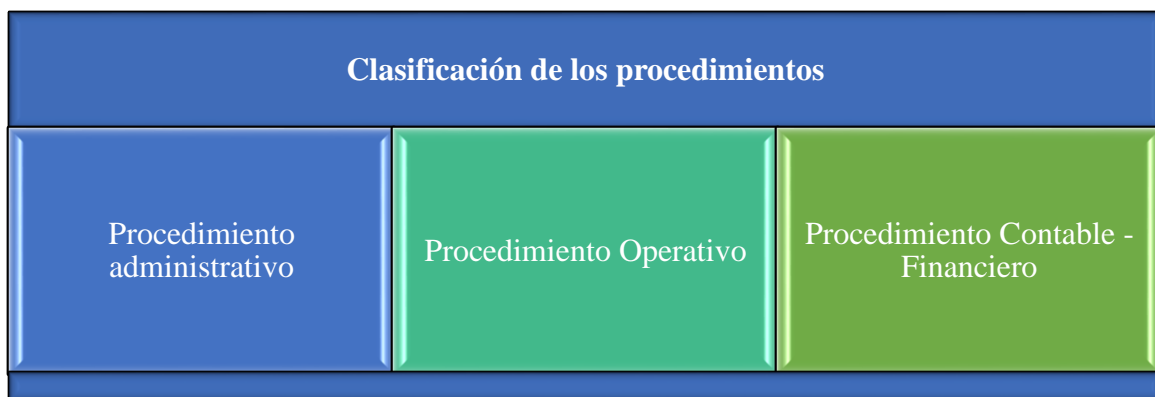 Clasificación de los procedimientos
Procedimiento
administrativo
Procedimiento Operativo
Procedimiento Contable -
Financiero